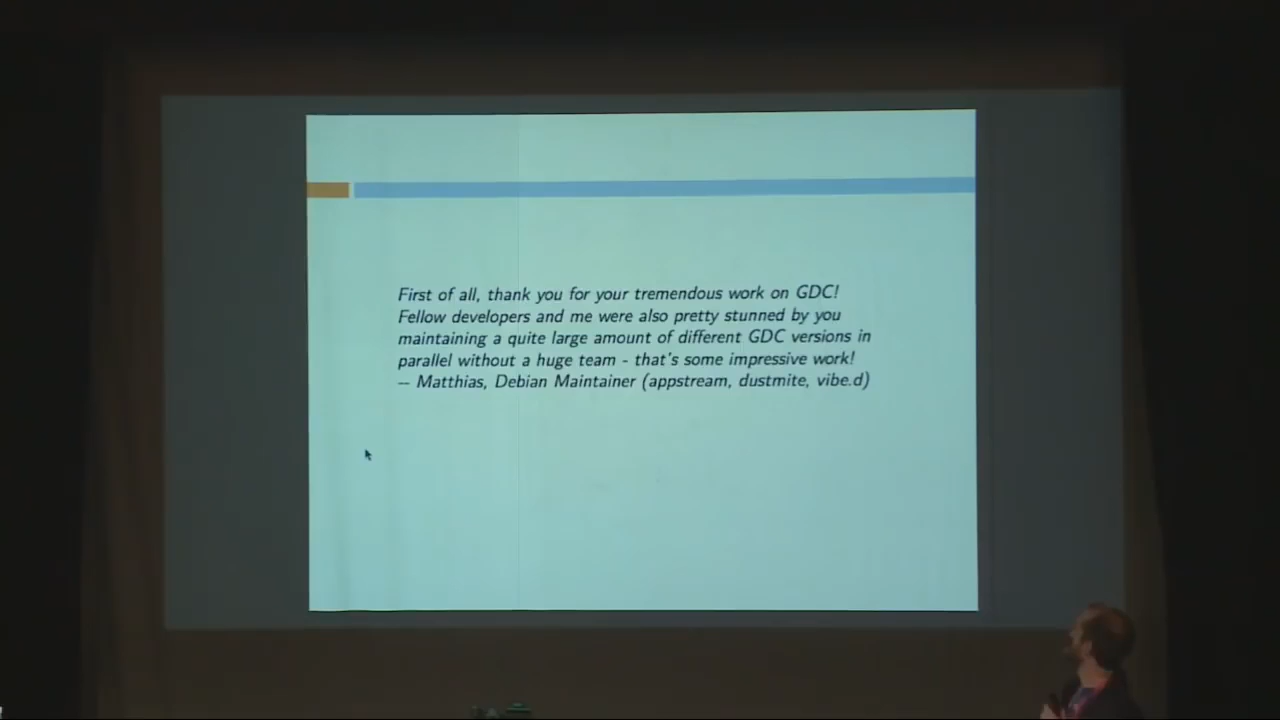 First of all, thank you for your tremendous work on GDC!
Fellow developers and me were also pretty stunned by you
maintaining a quite large amount of different GDC versions in
parallel without a huge team - that's some impressive work!
-- Matthias, Debian Maintainer (appstream, dustmite, vibe.d)